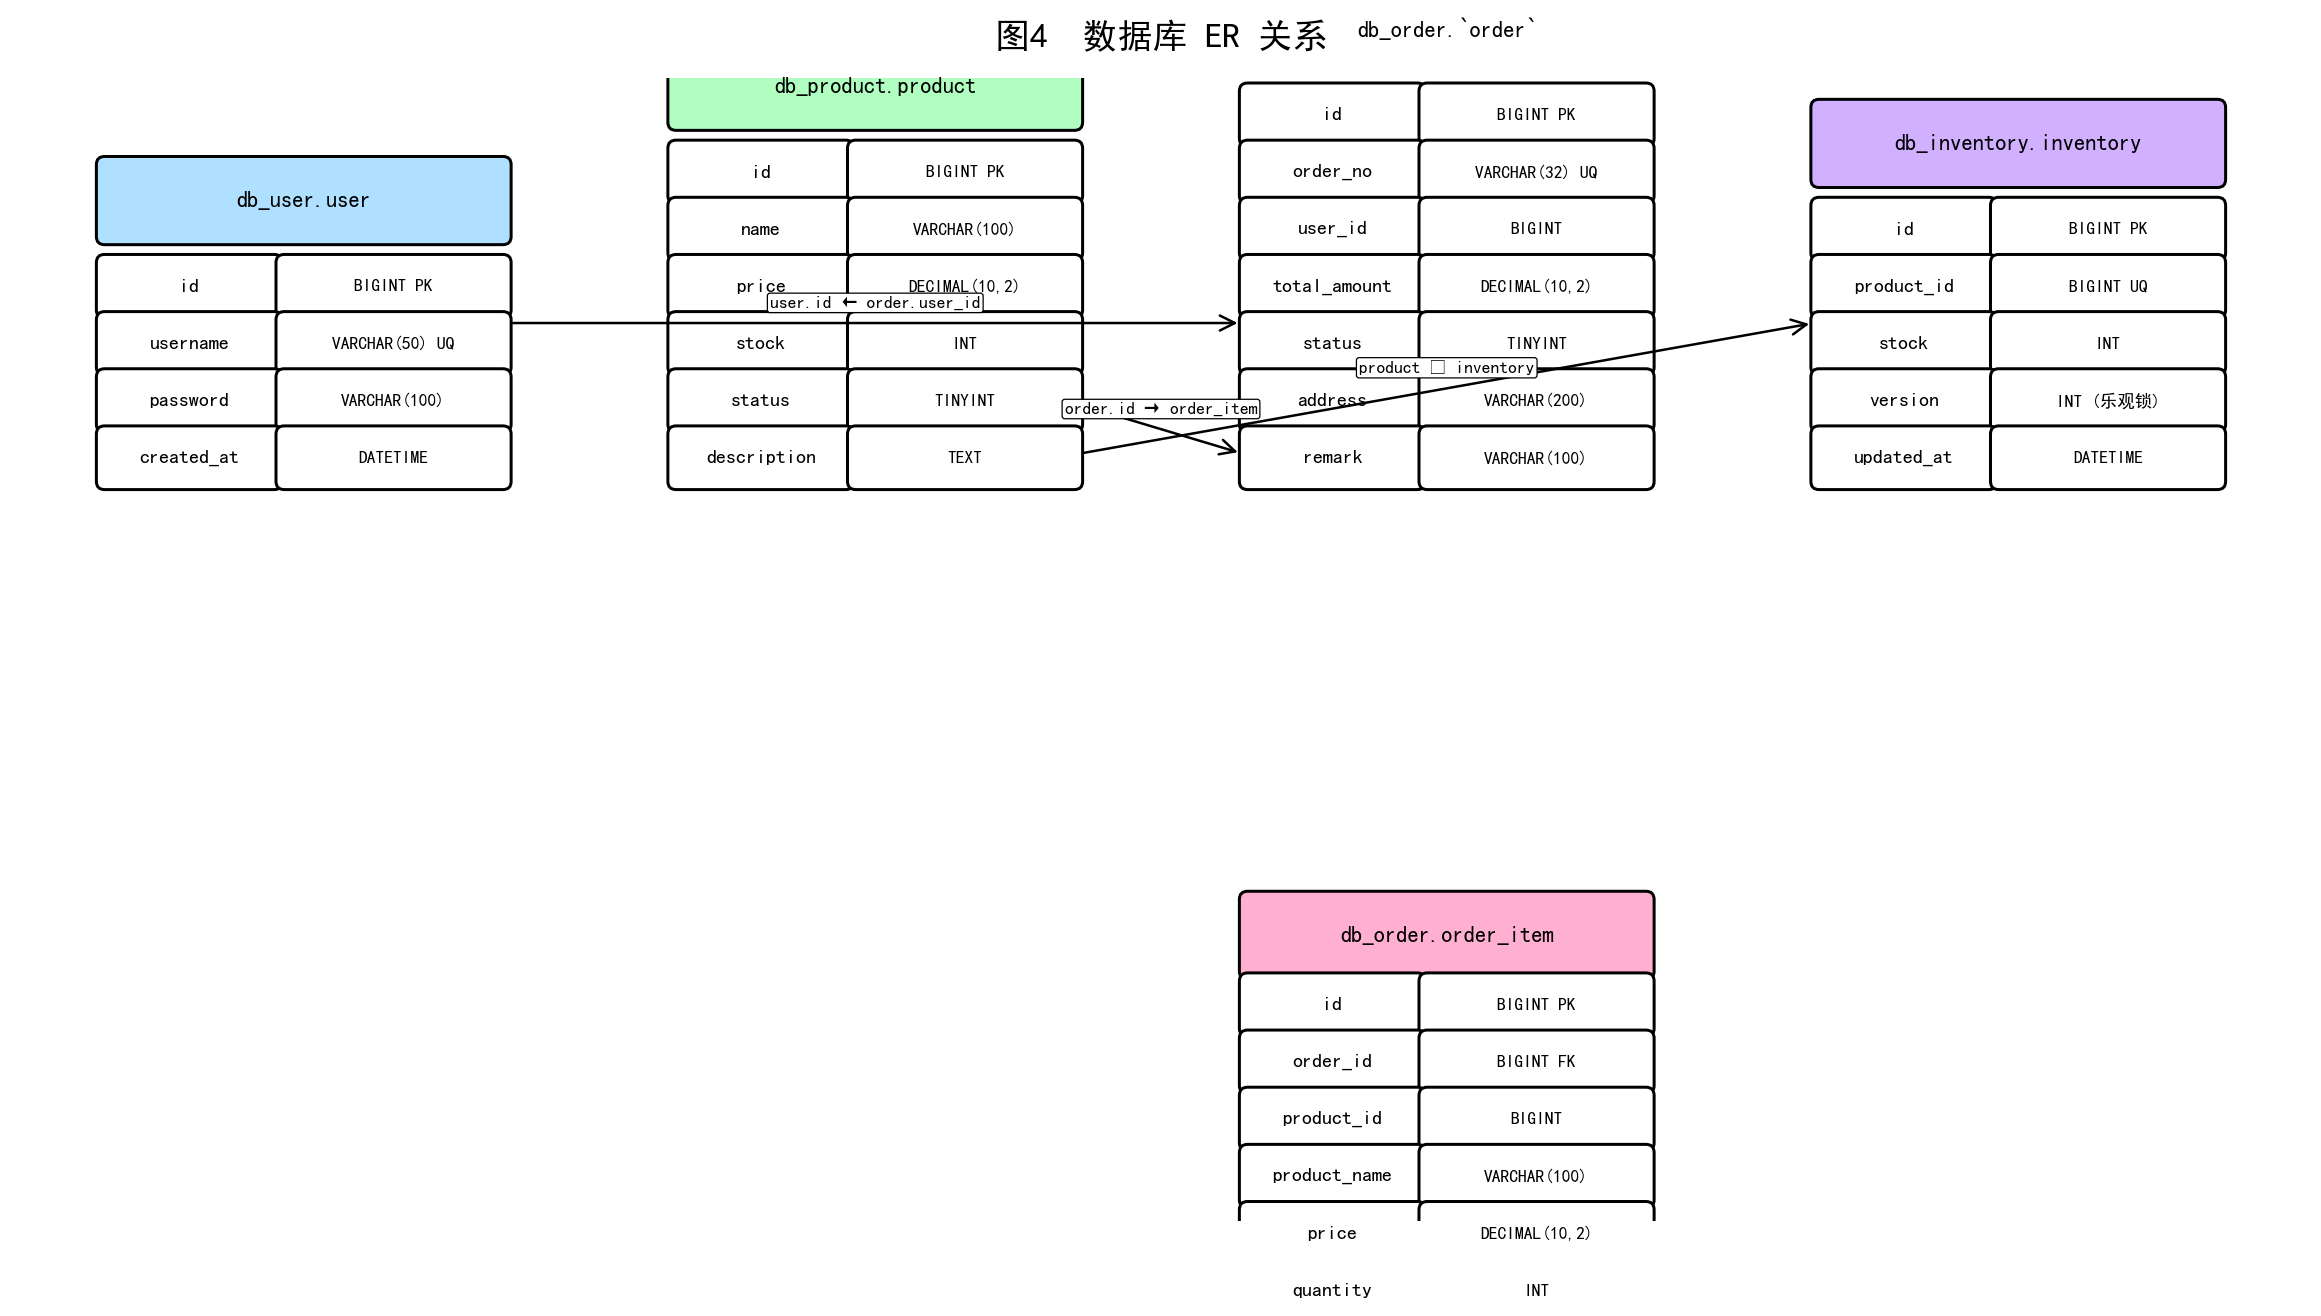 图4 数据库 ER 关系
db_order.`order`
db_user.user
id BIGINT PK
username VARCHAR(50) UQ
password VARCHAR(100)
created_at DATETIME
db_product.product
id BIGINT PK
name VARCHAR(100)
price DECIMAL(10,2)
stock INT
status TINYINT
description TEXT
id BIGINT PK
order_no VARCHAR(32) UQ
user_id BIGINT
total_amount DECIMAL(10,2)
status TINYINT
address VARCHAR(200)
remark VARCHAR(100)
db_inventory.inventory
id BIGINT PK
product_id BIGINT UQ
stock INT
version INT (乐观锁)
updated_at DATETIME
user.id ← order.user_id
order.id → order_item
product □ inventory
db_order.order_item
id BIGINT PK
order_id BIGINT FK
product_id BIGINT
product_name VARCHAR(100)
price DECIMAL(10,2)
quantity INT